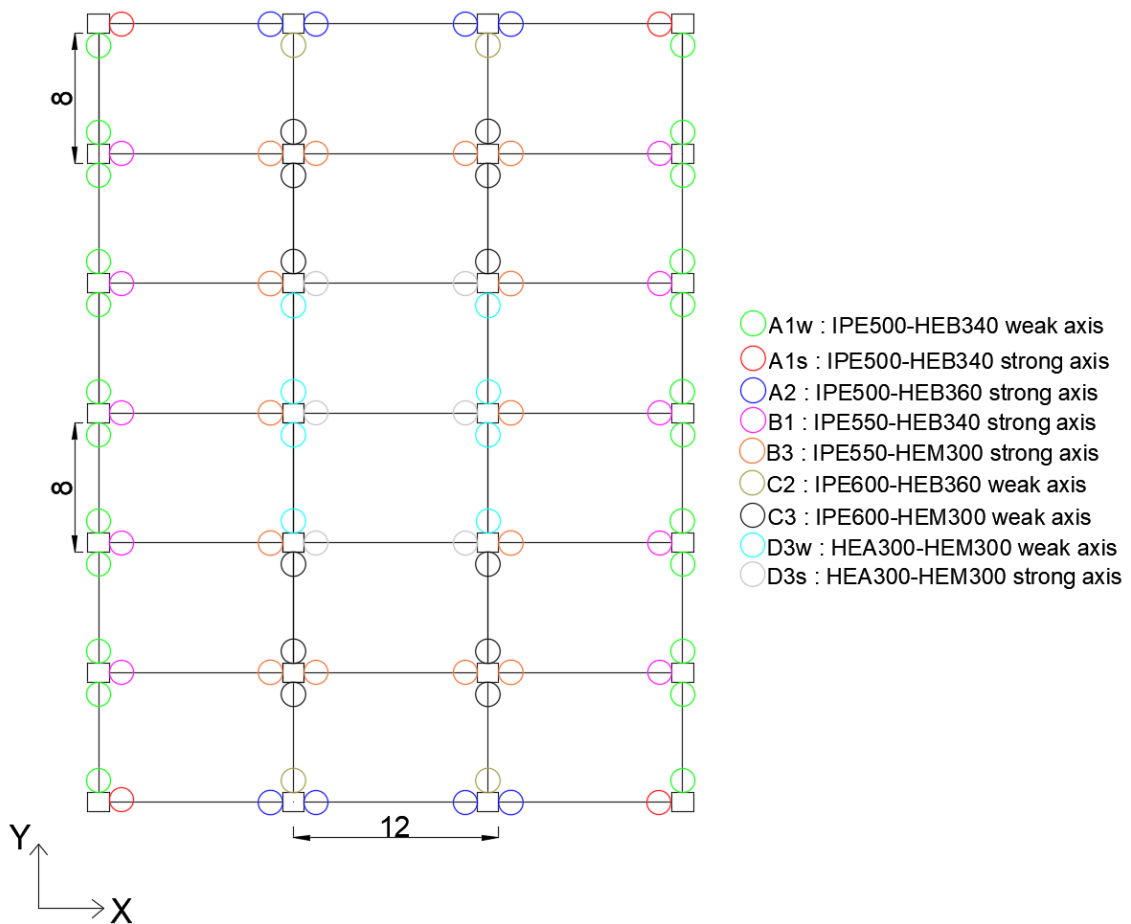 8
8
12
Y
X
A1w : IPE500-HEB340 weak axis
A1s : IPE500-HEB340 strong axis
A2 : IPE500-HEB360 strong axis
B1 : IPE550-HEB340 strong axis
B3 : IPE550-HEM300 strong axis
C2 : IPE600-HEB360 weak axis
C3 : IPE600-HEM300 weak axis
D3w : HEA300-HEM300 weak axis
D3s : HEA300-HEM300 strong axis